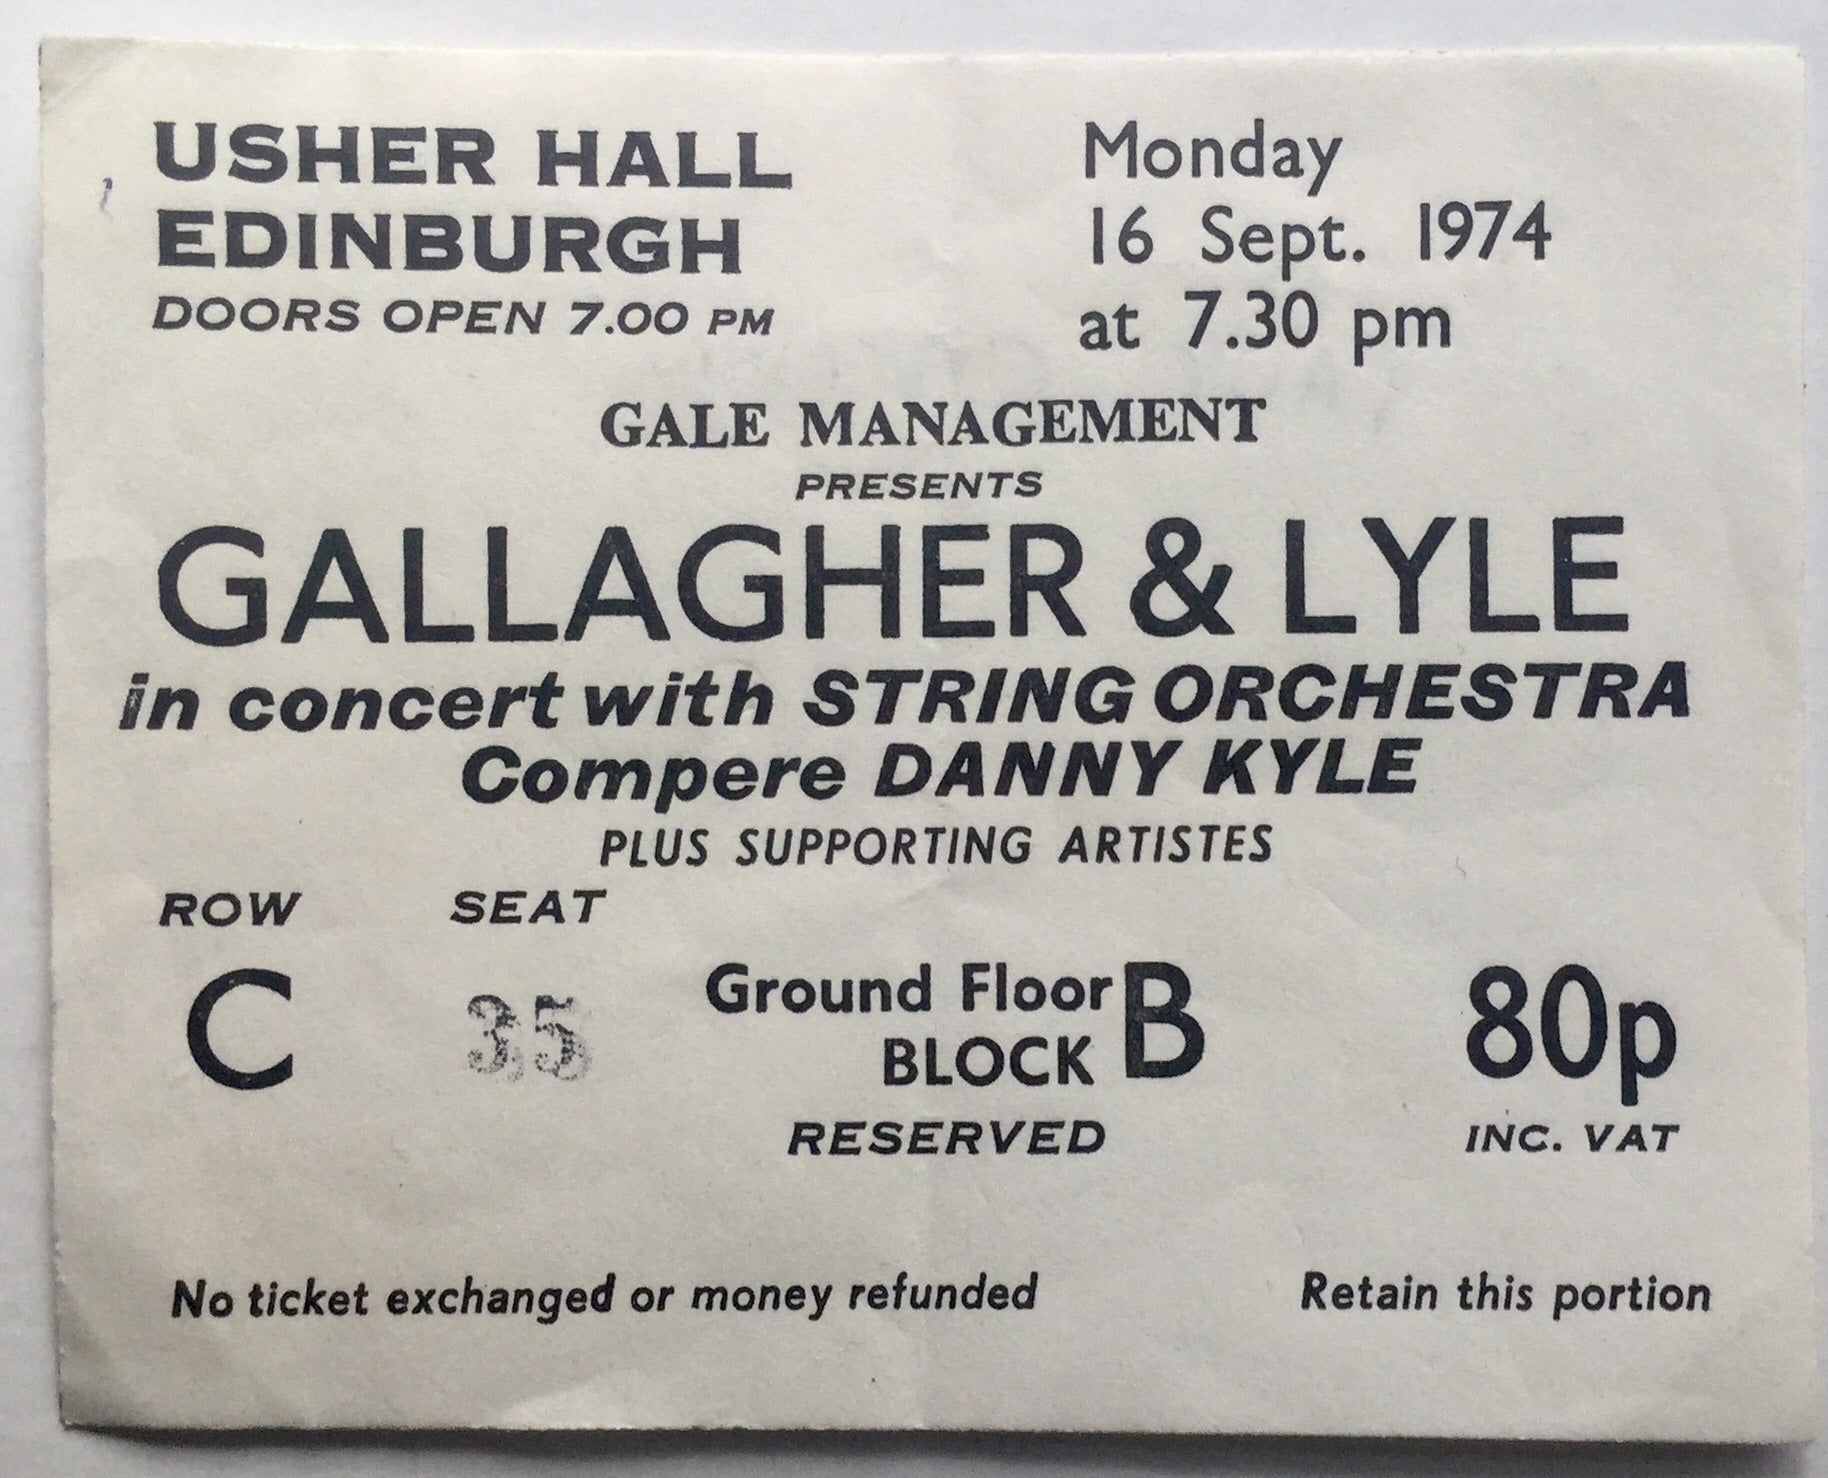 USHER HALL
EDINBURGH
DOORS OPEN 7.00 PM
Monday
16 Sept. 1974
at 7.30 pm
GALE MANAGEMENT
PRESENTS
GALLAGHER & LYLE
in concert with STRING ORCHESTRA
Compere DANNY KYLE
PLUS SUPPORTING ARTISTES
ROW SEAT
C 35 Ground Floor BLOCK B 80p
RESERVED INC. VAT
No ticket exchanged or money refunded Retain this portion